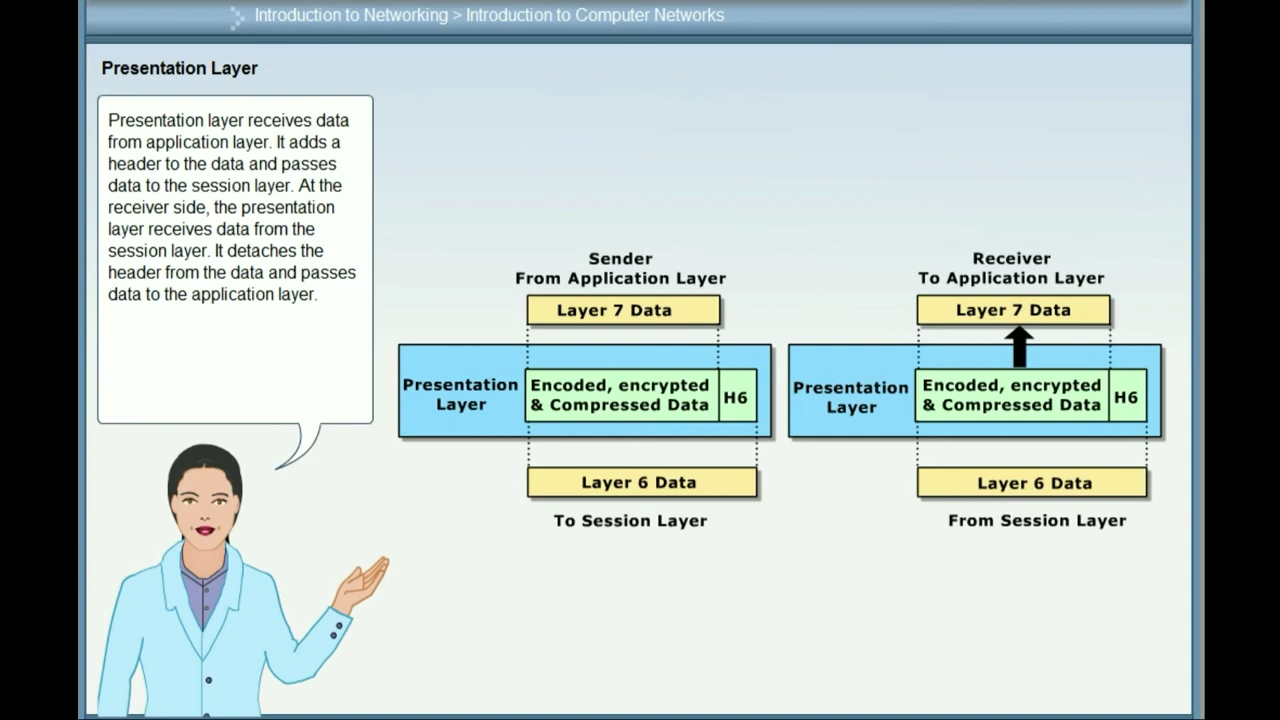 Introduction to Networking > Introduction to Computer Networks
Presentation Layer
Presentation layer receives data
from application layer. It adds a
header to the data and passes
data to the session layer. At the
receiver side, the presentation
layer receives data from the
session layer. It detaches the
header from the data and passes
data to the application layer.
Sender
From Application Layer
Layer 7 Data
Presentation
Layer
Encoded, encrypted
& Compressed Data
H6
Layer 6 Data
To Session Layer
Receiver
To Application Layer
Layer 7 Data
Presentation
Layer
Encoded, encrypted
& Compressed Data
H6
Layer 6 Data
From Session Layer